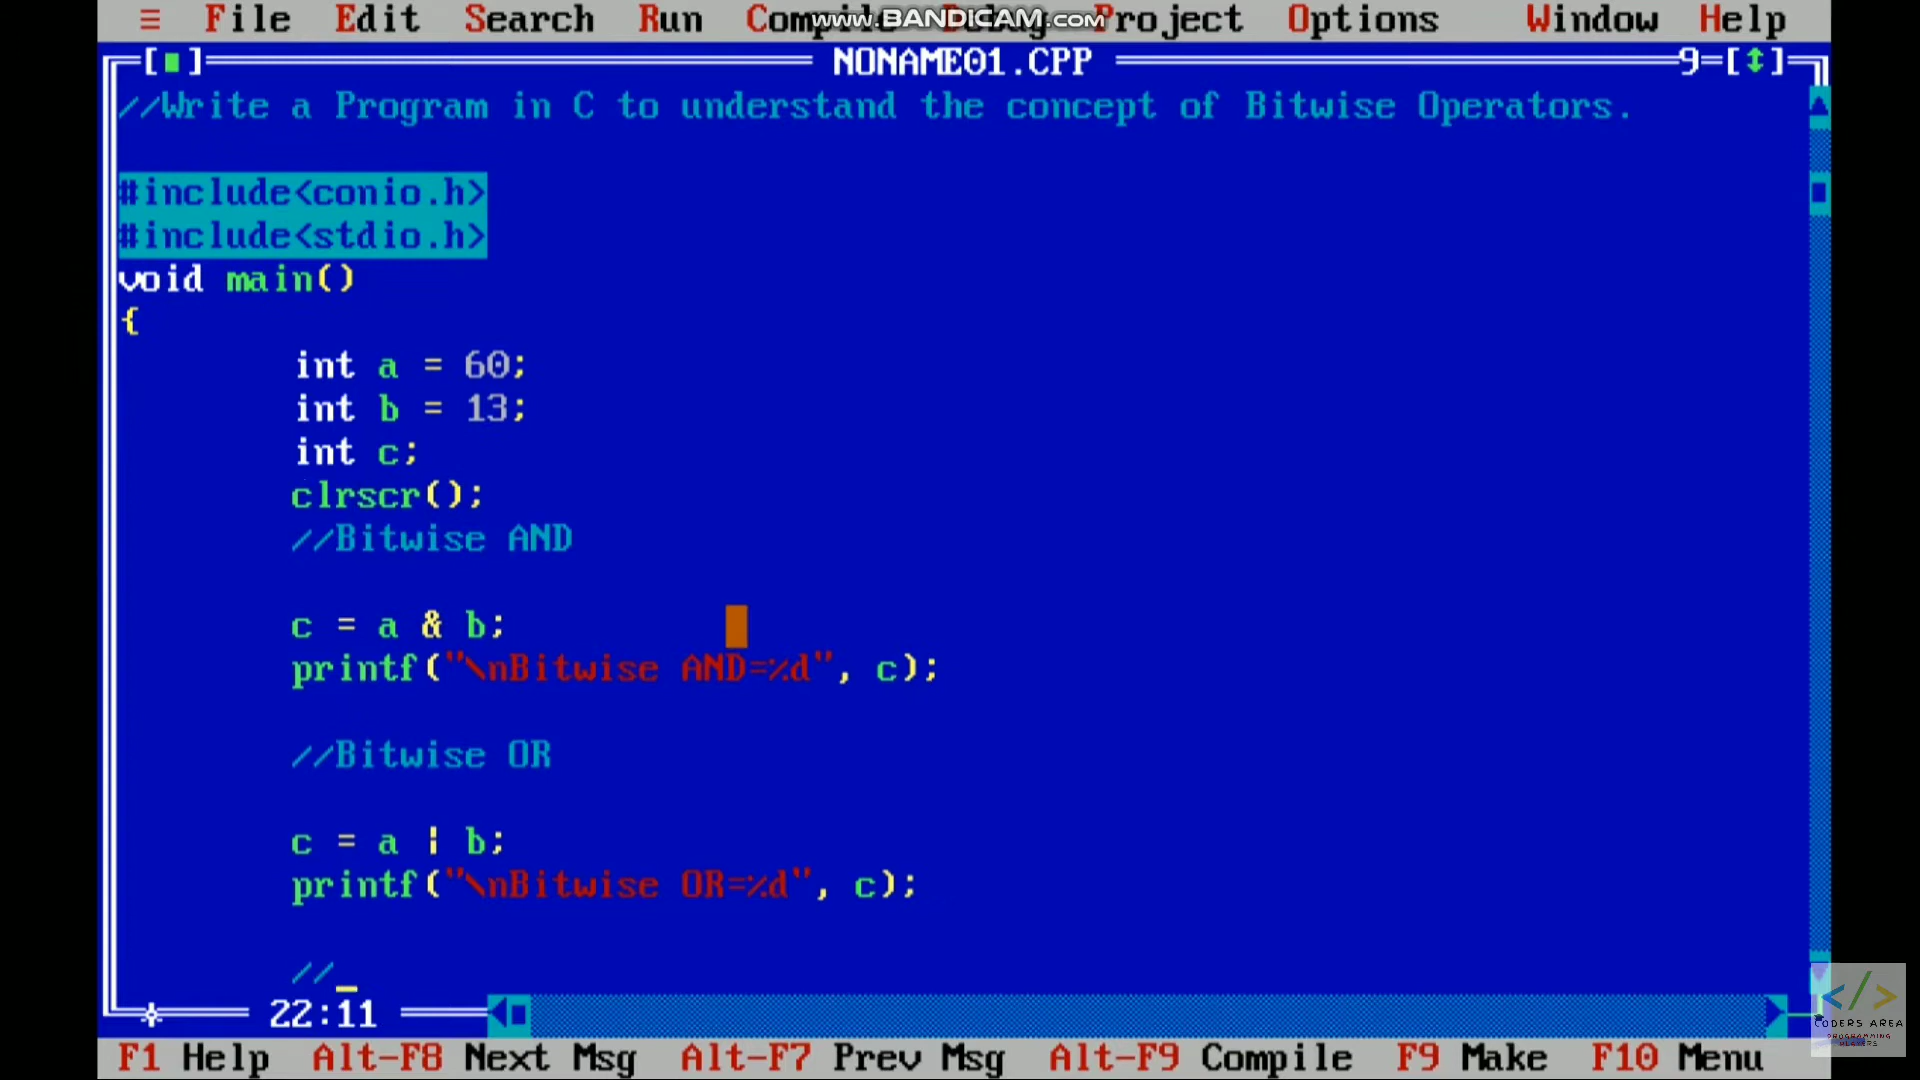 ≡ File Edit Search Run Compile Debug Project Options Window Help
www.BANDICAM.com
[■] NONAME01.CPP 9=[↕]
//Write a Program in C to understand the concept of Bitwise Operators.
#include<conio.h>
#include<stdio.h>
void main()
{
int a = 60;
int b = 13;
int c;
clrscr();
//Bitwise AND
c = a & b;
printf("\nBitwise AND=%d", c);
//Bitwise OR
c = a | b;
printf("\nBitwise OR=%d", c);
//_
22:11
</>
CODERS AREA
F1 Help Alt-F8 Next Msg Alt-F7 Prev Msg Alt-F9 Compile F9 Make F10 Menu